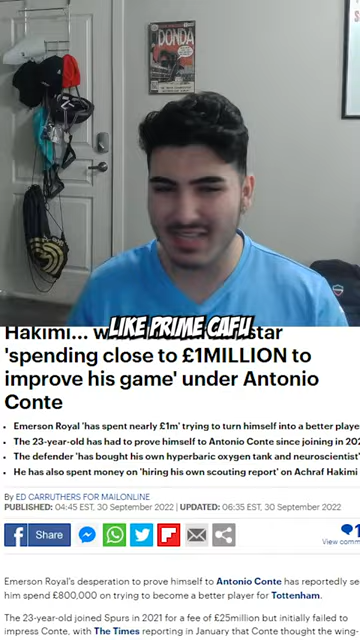 DONDA
LIKE PRIME CAFU
Hakimi... star
'spending close to £1MILLION to
improve his game' under Antonio
Conte
• Emerson Royal 'has spent nearly £1m' trying to turn himself into a better playe
• The 23-year-old has had to prove himself to Antonio Conte since joining in 202
• The defender 'has bought his own hyperbaric oxygen tank and neuroscientist'
• He has also spent money on 'hiring his own scouting report' on Achraf Hakimi
By ED CARRUTHERS FOR MAILONLINE
PUBLISHED: 04:45 EST, 30 September 2022 | UPDATED: 06:35 EST, 30 September 2022
Share
1
View comm
Emerson Royal's desperation to prove himself to Antonio Conte has reportedly se
him spend £800,000 on trying to become a better player for Tottenham.
The 23-year-old joined Spurs in 2021 for a fee of £25million but initially failed to
impress Conte, with The Times reporting in January that Conte thought the wing-